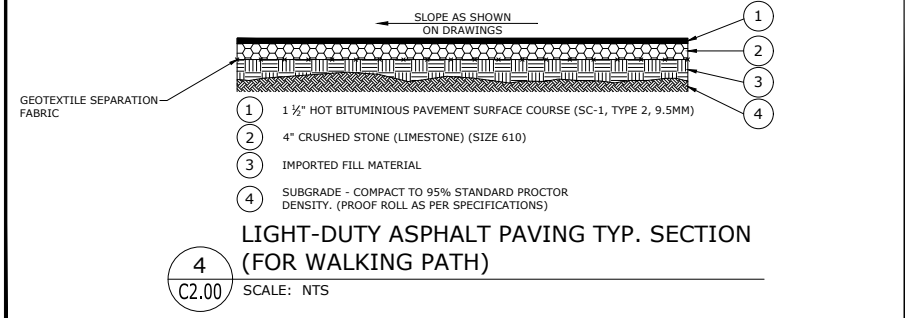 SLOPE AS SHOWN
ON DRAWINGS
1
2
3
4
GEOTEXTILE SEPARATION
FABRIC
1 1 ½" HOT BITUMINIOUS PAVEMENT SURFACE COURSE (SC-1, TYPE 2, 9.5MM)
2 4" CRUSHED STONE (LIMESTONE) (SIZE 610)
3 IMPORTED FILL MATERIAL
4 SUBGRADE - COMPACT TO 95% STANDARD PROCTOR
DENSITY. (PROOF ROLL AS PER SPECIFICATIONS)
LIGHT-DUTY ASPHALT PAVING TYP. SECTION
(FOR WALKING PATH)
4
C2.00
SCALE: NTS